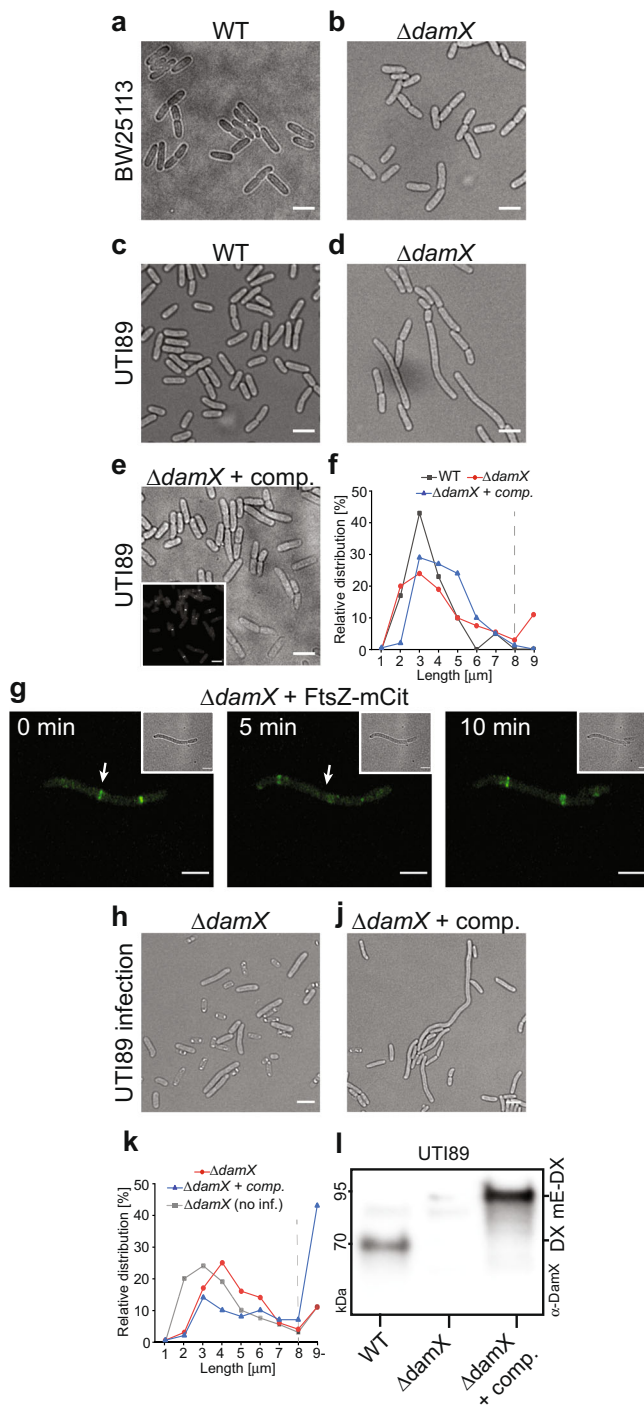 a
WT
b
ΔdamX
BW25113
c
WT
d
ΔdamX
UTI89
e
ΔdamX + comp.
UTI89
f
WT
ΔdamX
ΔdamX + comp.
Relative distribution [%]
50
40
30
20
10
0
1 2 3 4 5 6 7 8 9
Length [μm]
g
ΔdamX + FtsZ-mCit
0 min
5 min
10 min
h
ΔdamX
j
ΔdamX + comp.
UTI89 infection
k
ΔdamX
ΔdamX + comp.
ΔdamX (no inf.)
Relative distribution [%]
50
40
30
20
10
0
1 2 3 4 5 6 7 8 9-
Length [μm]
l
UTI89
95
70
kDa
DX mE-DX
α-DamX
WT
ΔdamX
ΔdamX
+ comp.